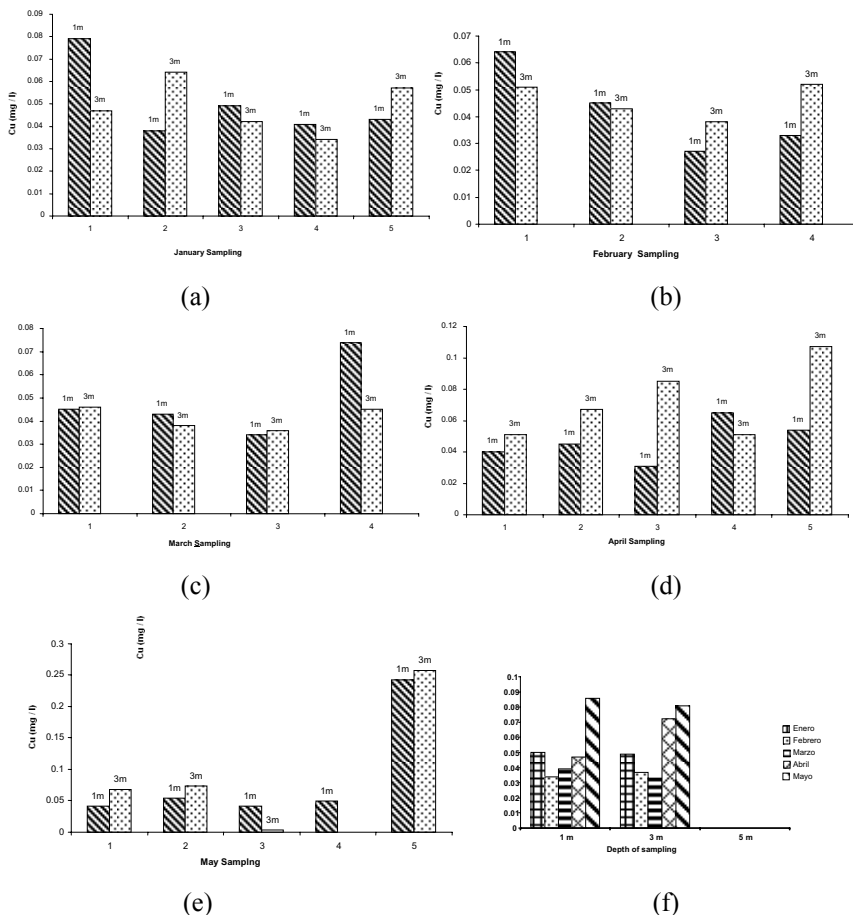 0.09
0.08
0.07
0.06
0.05
0.04
0.03
0.02
0.01
0
Cu (mg / l)
1m
3m
1m
3m
1m
3m
1m
3m
1m
3m
1
2
3
4
5
January Sampling
(a)
0.07
0.06
0.05
0.04
0.03
0.02
0.01
0
Cu (mg / l)
1m
3m
1m
3m
1m
3m
1m
3m
1
2
3
4
February Sampling
(b)
0.08
0.07
0.06
0.05
0.04
0.03
0.02
0.01
0
Cu (mg / l)
1m
3m
1m
3m
1m
3m
1m
3m
1
2
3
4
March Sampling
(c)
0.12
0.1
0.08
0.06
0.04
0.02
0
Cu (mg / l)
1m
3m
1m
3m
1m
3m
1m
3m
1m
3m
1
2
3
4
5
April Sampling
(d)
0.3
0.25
0.2
0.15
0.1
0.05
0
Cu (mg / l)
1m
3m
1m
3m
1m
3m
1m
1m
3m
1
2
3
4
5
May Sampling
(e)
Cu (mg / l)
0.1
0.09
0.08
0.07
0.06
0.05
0.04
0.03
0.02
0.01
0
1 m
3 m
5 m
Depth of sampling
Enero
Febrero
Marzo
Abril
Mayo
(f)